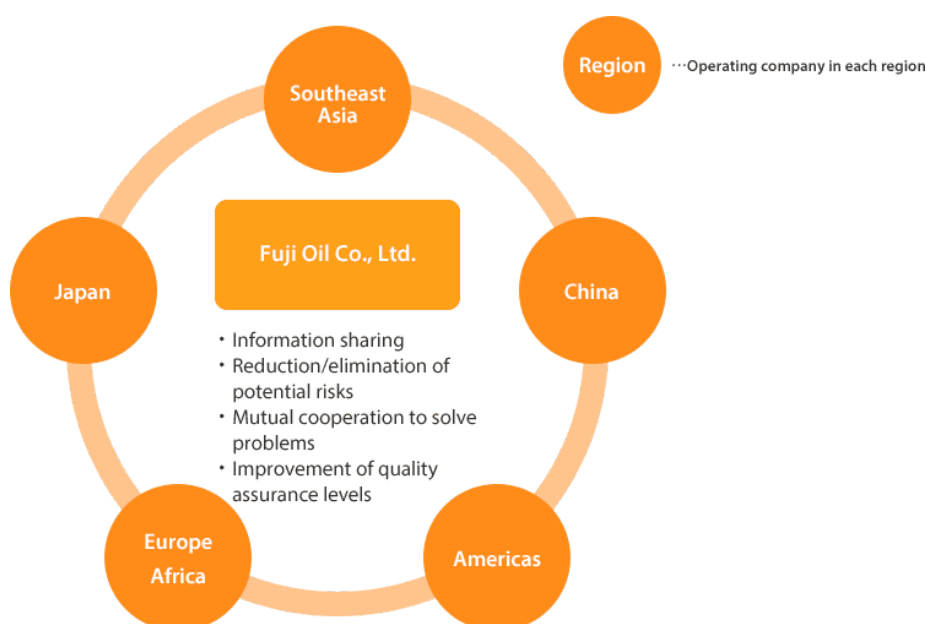 Region
…Operating company in each region
Southeast
Asia
Fuji Oil Co., Ltd.
Japan
China
・Information sharing
・Reduction/elimination of
potential risks
・Mutual cooperation to solve
problems
・Improvement of quality
assurance levels
Europe
Africa
Americas